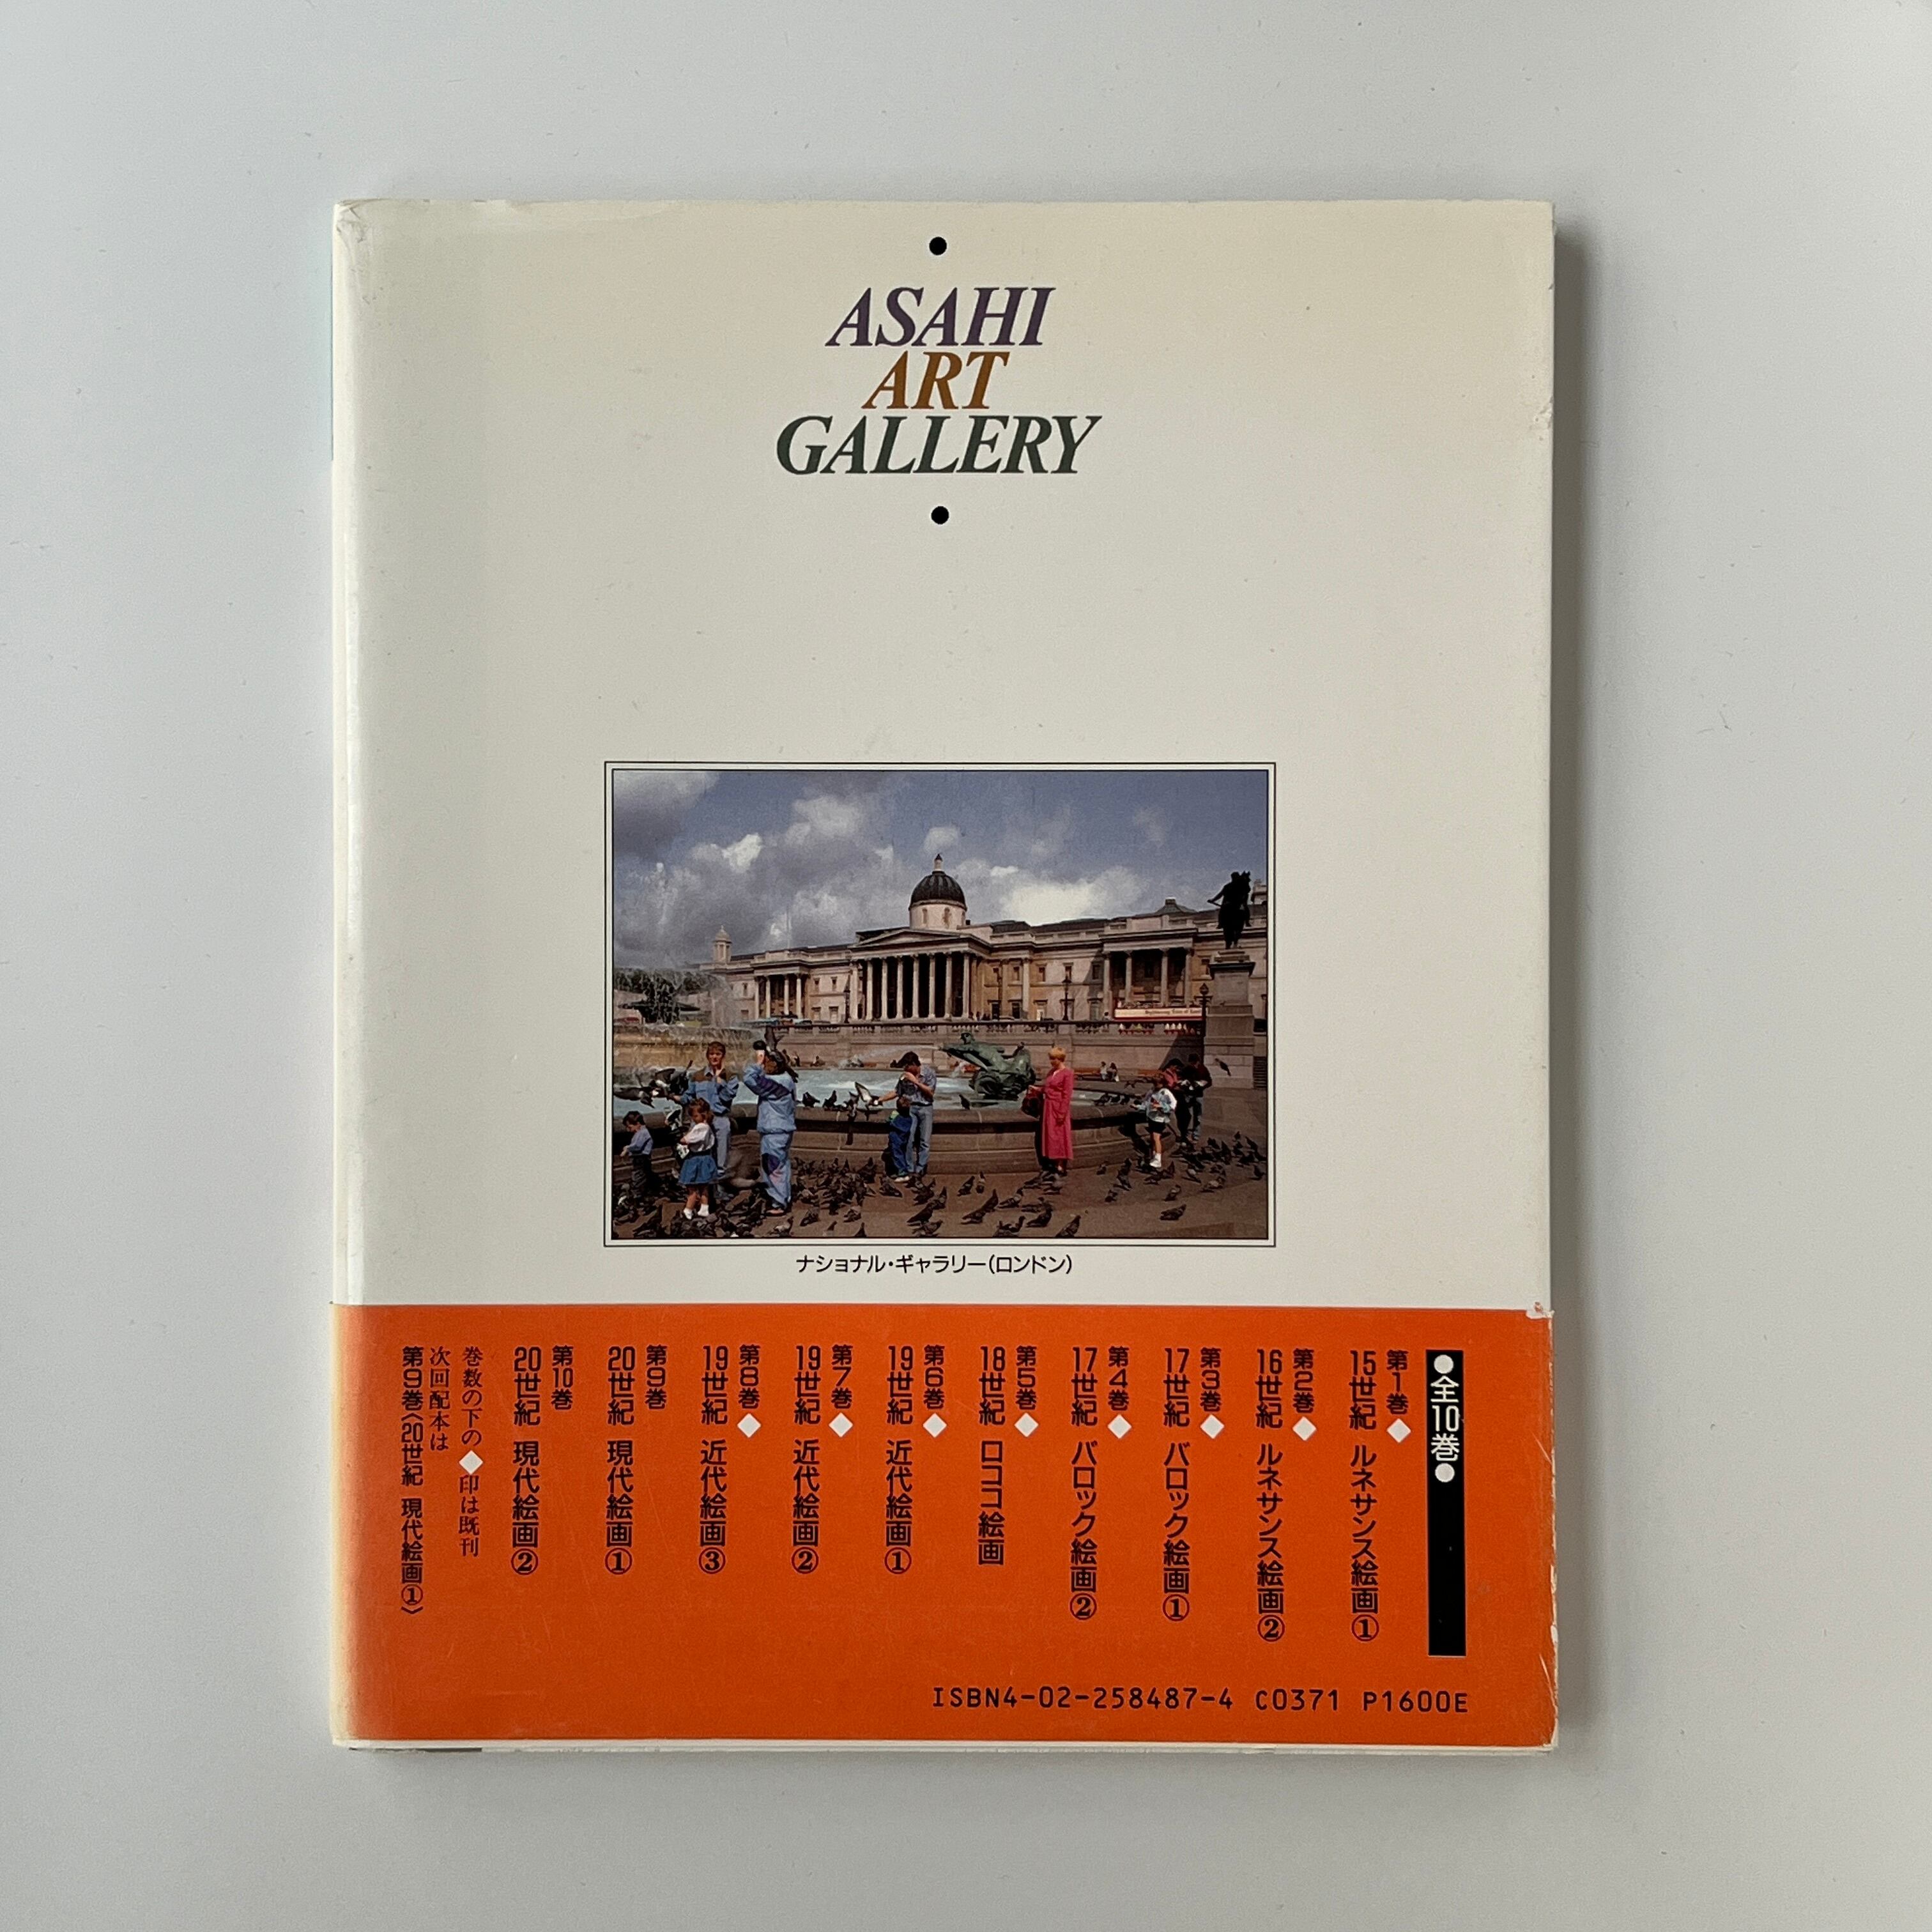 ASAHI
ART
GALLERY
ナショナル・ギャラリー(ロンドン)
●全10巻●
第1巻◆
15世紀 ルネサンス絵画①
第2巻◆
16世紀 ルネサンス絵画②
第3巻◆
17世紀 バロック絵画①
第4巻◆
17世紀 バロック絵画②
第5巻◆
18世紀 ロココ絵画
第6巻◆
19世紀 近代絵画①
第7巻◆
19世紀 近代絵画②
第8巻◆
19世紀 近代絵画③
第9巻
20世紀 現代絵画①
第10巻
20世紀 現代絵画②
巻数の下の◆印は既刊
次回配本は
第9巻〈20世紀 現代絵画①〉
ISBN4-02-258487-4 C0371 P1600E